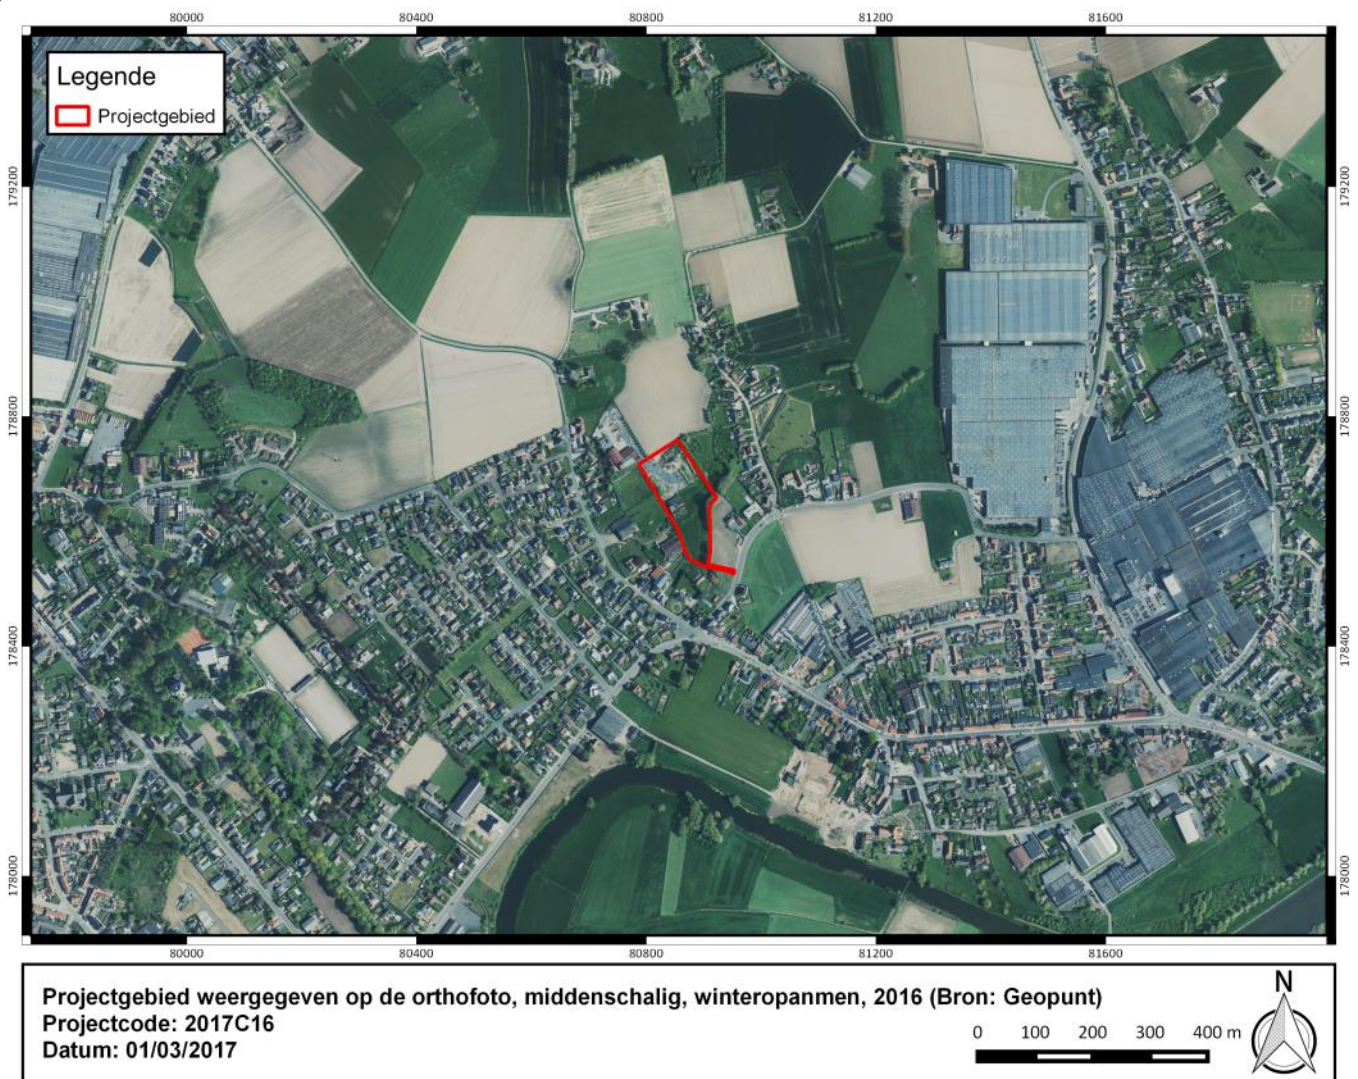 80000 80400 80800 81200 81600
Legende
Projectgebied
179200 179200
178800 178800
178400 178400
178000 178000
80000 80400 80800 81200 81600
Projectgebied weergegeven op de orthofoto, middenschalig, winteropanmen, 2016 (Bron: Geopunt)
Projectcode: 2017C16
Datum: 01/03/2017
0 100 200 300 400 m
N